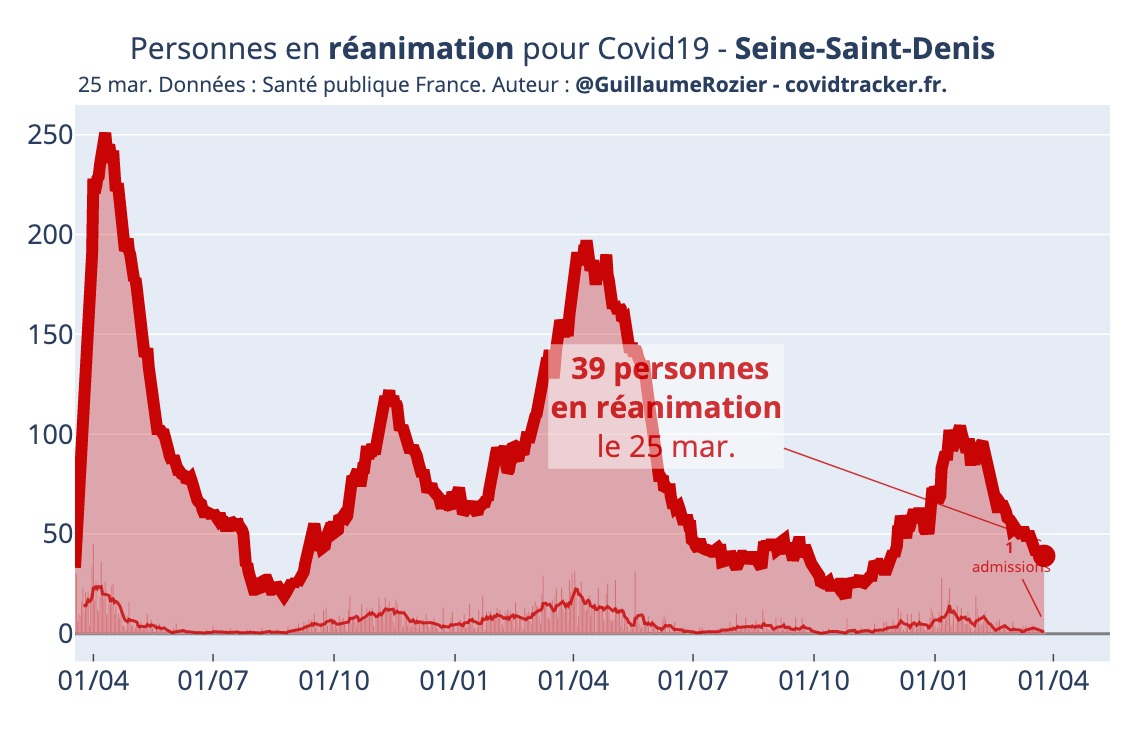 Personnes en réanimation pour Covid19 - Seine-Saint-Denis
25 mar. Données : Santé publique France. Auteur : @GuillaumeRozier - covidtracker.fr.
250
200
150
100
50
0
39 personnes
en réanimation
le 25 mar.
1
admissions
01/04
01/07
01/10
01/01
01/04
01/07
01/10
01/01
01/04